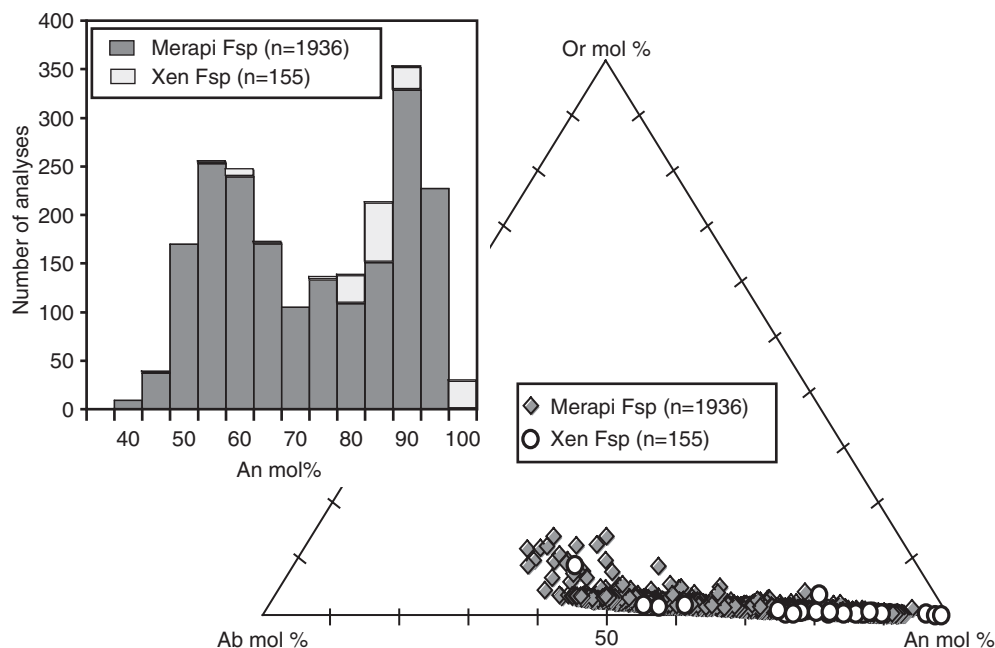 400
350
300
250
200
150
100
50
0
Number of analyses
Merapi Fsp (n=1936)
Xen Fsp (n=155)
40 50 60 70 80 90 100
An mol%
Or mol %
Merapi Fsp (n=1936)
Xen Fsp (n=155)
Ab mol % 50 An mol %